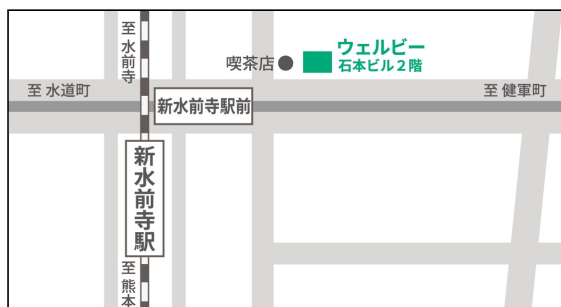 至 水前寺
ウェルビー
石本ビル２階
喫茶店
至 水道町
至 健軍町
新水前寺駅前
新水前寺駅
至 熊本